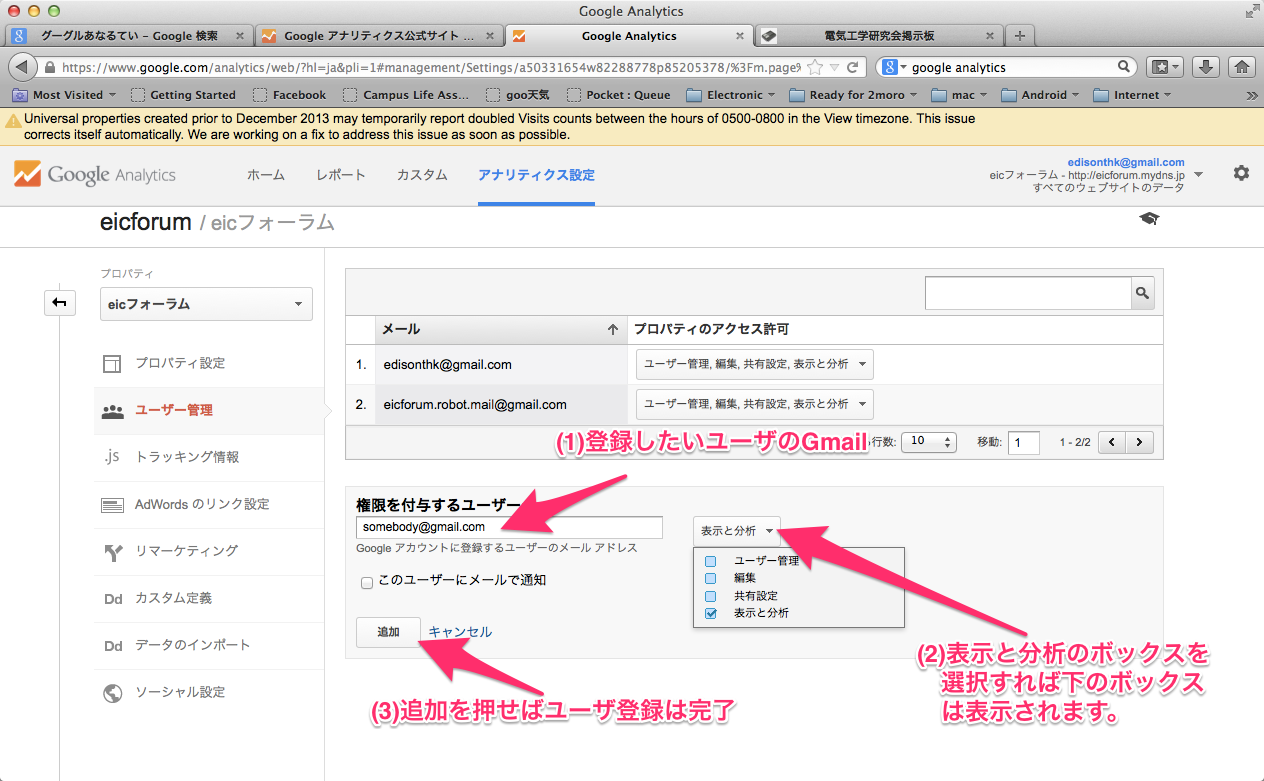 Google Analytics
グーグルあなるてい – Google 検索
Google アナリティクス公式サイト ...
Google Analytics
電気工学研究会掲示板
https://www.google.com/analytics/web/?hl=ja&pli=1#management/Settings/a50331654w82288778p85205378/%3Fm.page%
google analytics
Most Visited
Getting Started
Facebook
Campus Life Ass...
goo天気
Pocket : Queue
Electronic
Ready for 2moro
mac
Android
Internet
Universal properties created prior to December 2013 may temporarily report doubled Visits counts between the hours of 0500-0800 in the View timezone. This issue
corrects itself automatically. We are working on a fix to address this issue as soon as possible.
Google Analytics
ホーム
レポート
カスタム
アナリティクス設定
edisonthk@gmail.com
eicフォーラム - http://eicforum.mydns.jp
すべてのウェブサイトのデータ
eicforum / eicフォーラム
プロパティ
eicフォーラム
プロパティ設定
ユーザー管理
.js トラッキング情報
AdWords のリンク設定
リマーケティング
Dd カスタム定義
Dd データのインポート
ソーシャル設定
メール
プロパティのアクセス許可
1. edisonthk@gmail.com ユーザー管理, 編集, 共有設定, 表示と分析
2. eicforum.robot.mail@gmail.com ユーザー管理, 編集, 共有設定, 表示と分析
(1)登録したいユーザのGmail
行数: 10 移動: 1 1 - 2/2
権限を付与するユーザー
somebody@gmail.com
Google アカウントに登録するユーザーのメール アドレス
このユーザーにメールで通知
追加 キャンセル
表示と分析
ユーザー管理
編集
共有設定
表示と分析
(2)表示と分析のボックスを
選択すれば下のボックス
は表示されます。
(3)追加を押せばユーザ登録は完了